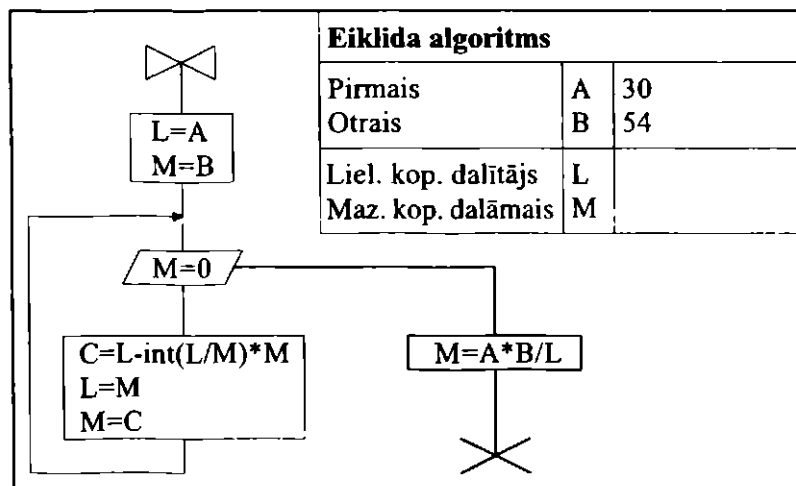 Eiklida algoritms
Pirmais A 30
Otrais B 54
Liel. kop. dalītājs L
Maz. kop. dalāmais M
L=A
M=B
M=0
C=L-int(L/M)*M
L=M
M=C
M=A*B/L